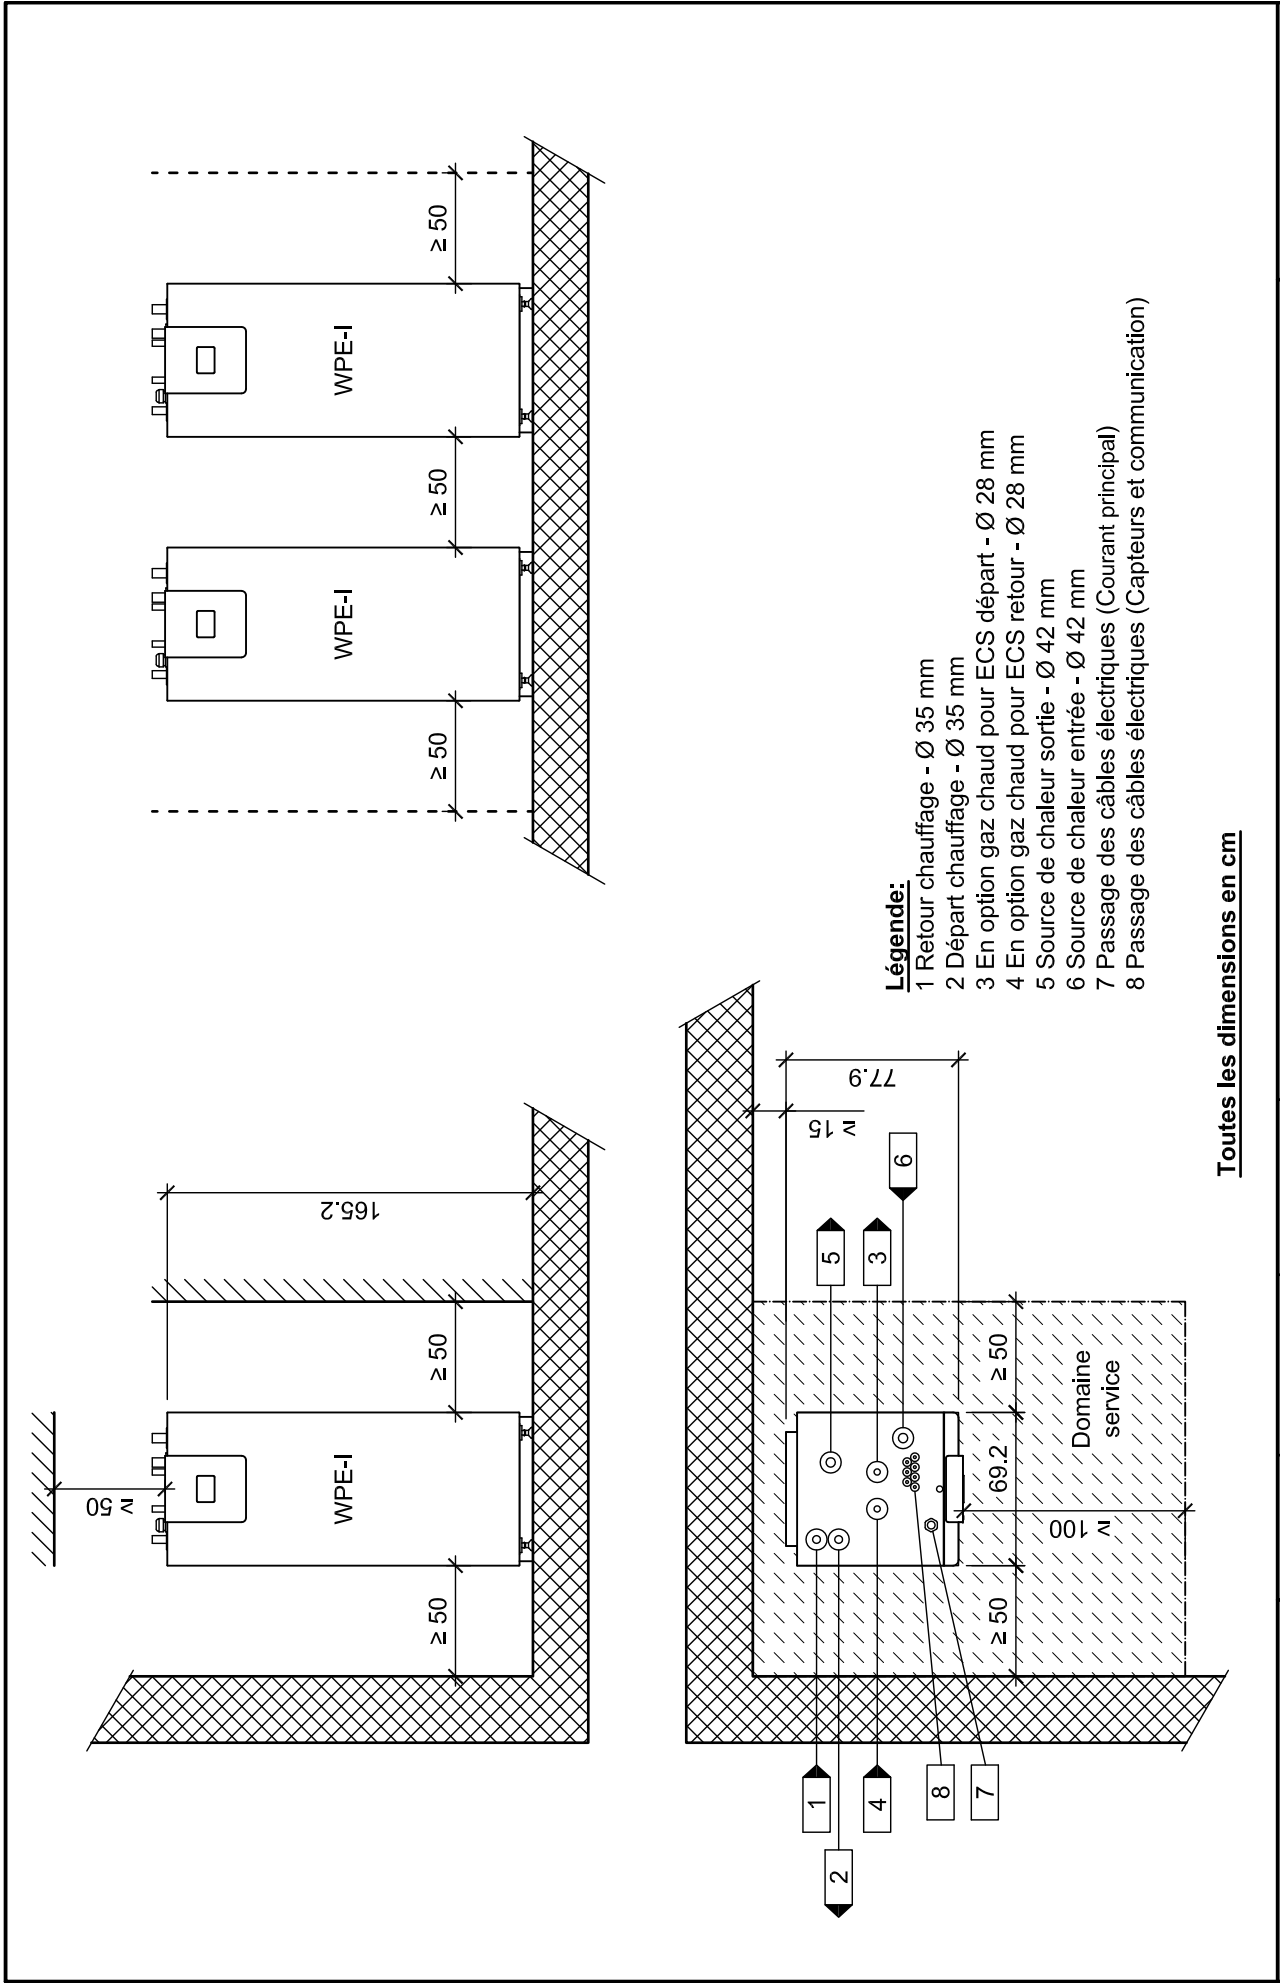 ≥ 50
WPE-I
≥ 50
≥ 50
165.2
≥ 50
WPE-I
≥ 50
WPE-I
≥ 50
1
2
4
8
7
5
3
6
≥ 15
77.9
≥ 50
69.2
≥ 50
≥ 100
Domaine
service
Légende:
1 Retour chauffage - Ø 35 mm
2 Départ chauffage - Ø 35 mm
3 En option gaz chaud pour ECS départ - Ø 28 mm
4 En option gaz chaud pour ECS retour - Ø 28 mm
5 Source de chaleur sortie - Ø 42 mm
6 Source de chaleur entrée - Ø 42 mm
7 Passage des câbles électriques (Courant principal)
8 Passage des câbles électriques (Capteurs et communication)
Toutes les dimensions en cm